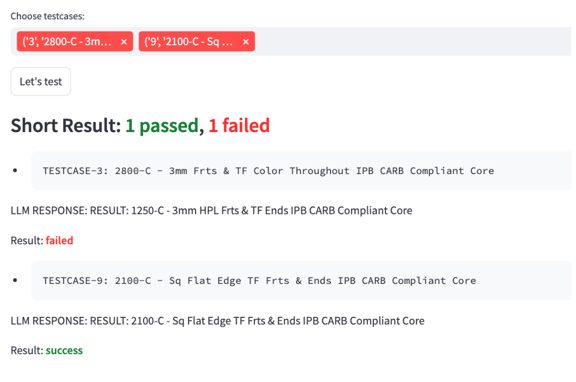 Choose testcases:
('3', '2800-C - 3m... × ('9', '2100-C - Sq ... ×
Let's test
Short Result: 1 passed, 1 failed
TESTCASE-3: 2800-C - 3mm Frts & TF Color Throughout IPB CARB Compliant Core
LLM RESPONSE: RESULT: 1250-C - 3mm HPL Frts & TF Ends IPB CARB Compliant Core
Result: failed
TESTCASE-9: 2100-C - Sq Flat Edge TF Frts & Ends IPB CARB Compliant Core
LLM RESPONSE: RESULT: 2100-C - Sq Flat Edge TF Frts & Ends IPB CARB Compliant Core
Result: success